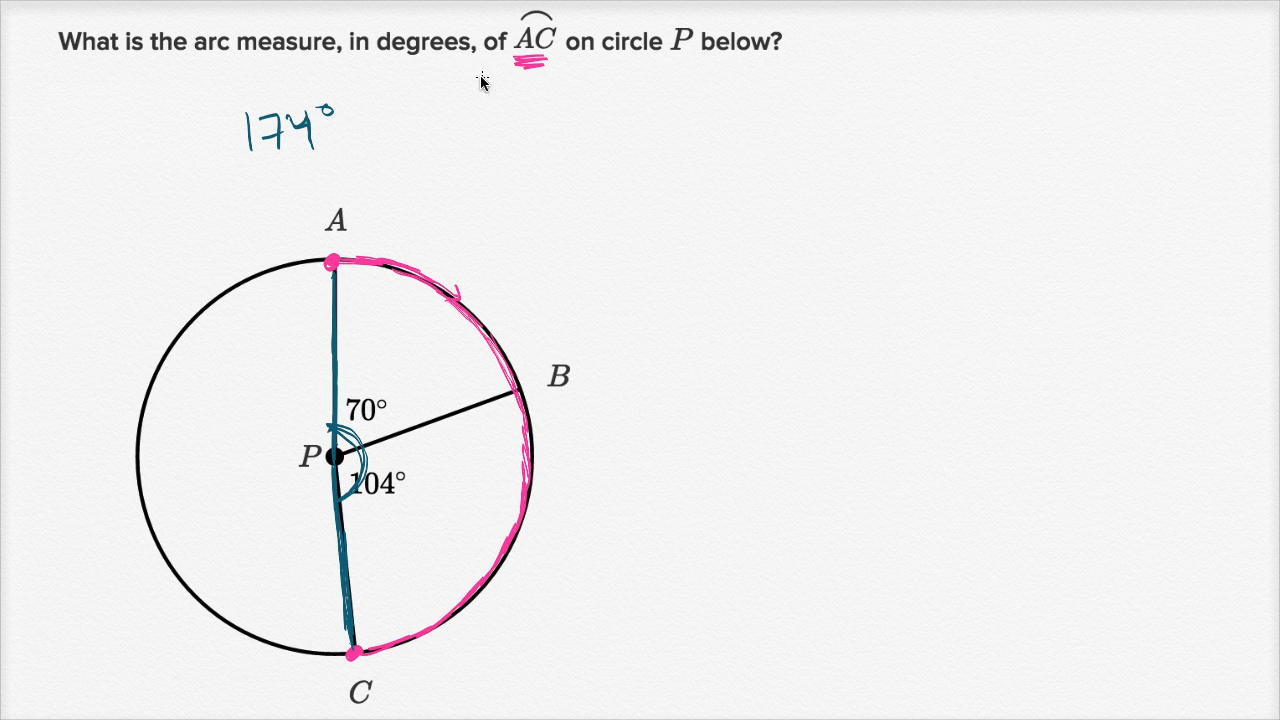 What is the arc measure, in degrees, of AC on circle P below?
174°
A
B
70°
P
104°
C